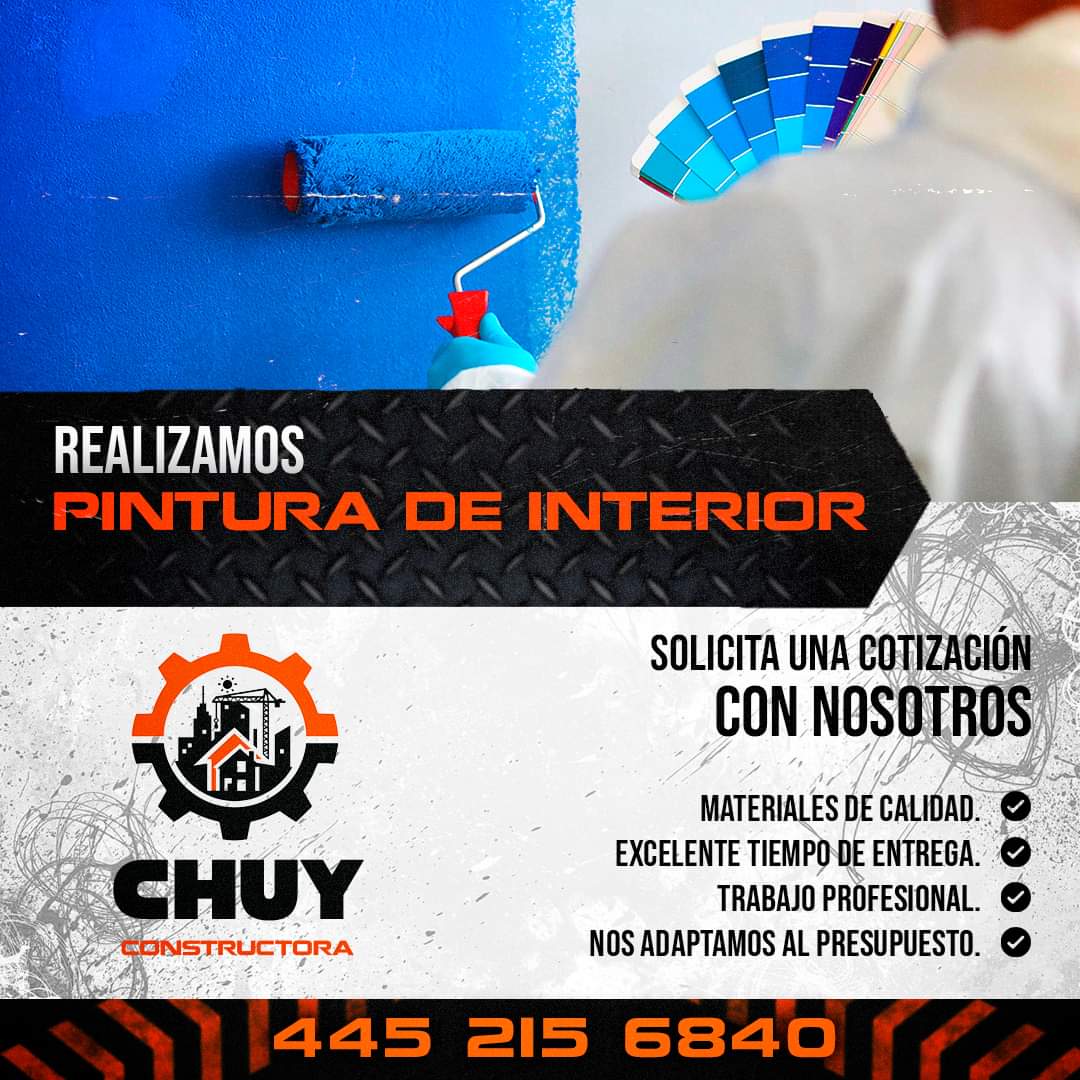 REALIZAMOS
PINTURA DE INTERIOR
SOLICITA UNA COTIZACIÓN
CON NOSOTROS
MATERIALES DE CALIDAD.
EXCELENTE TIEMPO DE ENTREGA.
TRABAJO PROFESIONAL.
NOS ADAPTAMOS AL PRESUPUESTO.
CHUY
CONSTRUCTORA
445 215 6840